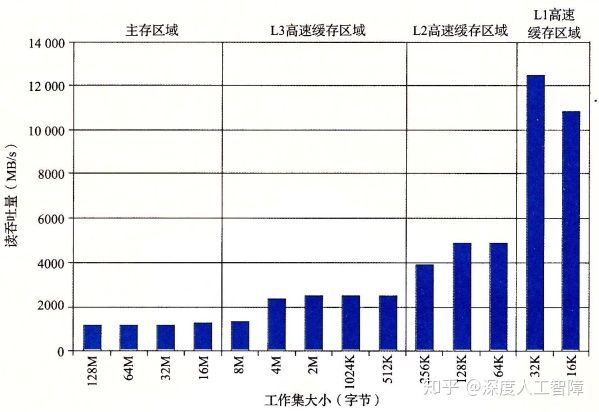 主存区域
L3高速缓存区域
L2高速缓存区域
L1高速
缓存区域
14 000
12 000
10 000
8000
6000
4000
2000
0
读吞吐量（MB/s）
128M
64M
32M
16M
8M
4M
2M
1024K
512K
256K
128K
64K
32K
16K
工作集大小（字节）
知乎 @深度人工智障